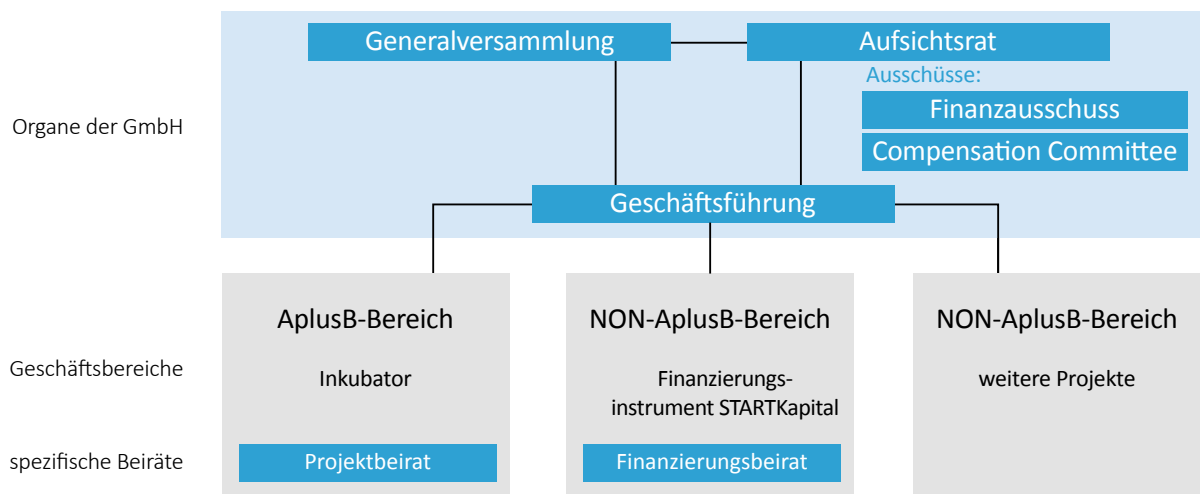 Generalversammlung
Aufsichtsrat
Ausschüsse:
Finanzausschuss
Organe der GmbH
Compensation Committee
Geschäftsführung
AplusB-Bereich
NON-AplusB-Bereich
NON-AplusB-Bereich
Geschäftsbereiche
Inkubator
Finanzierungs-
instrument STARTKapital
weitere Projekte
spezifische Beiräte
Projektbeirat
Finanzierungsbeirat